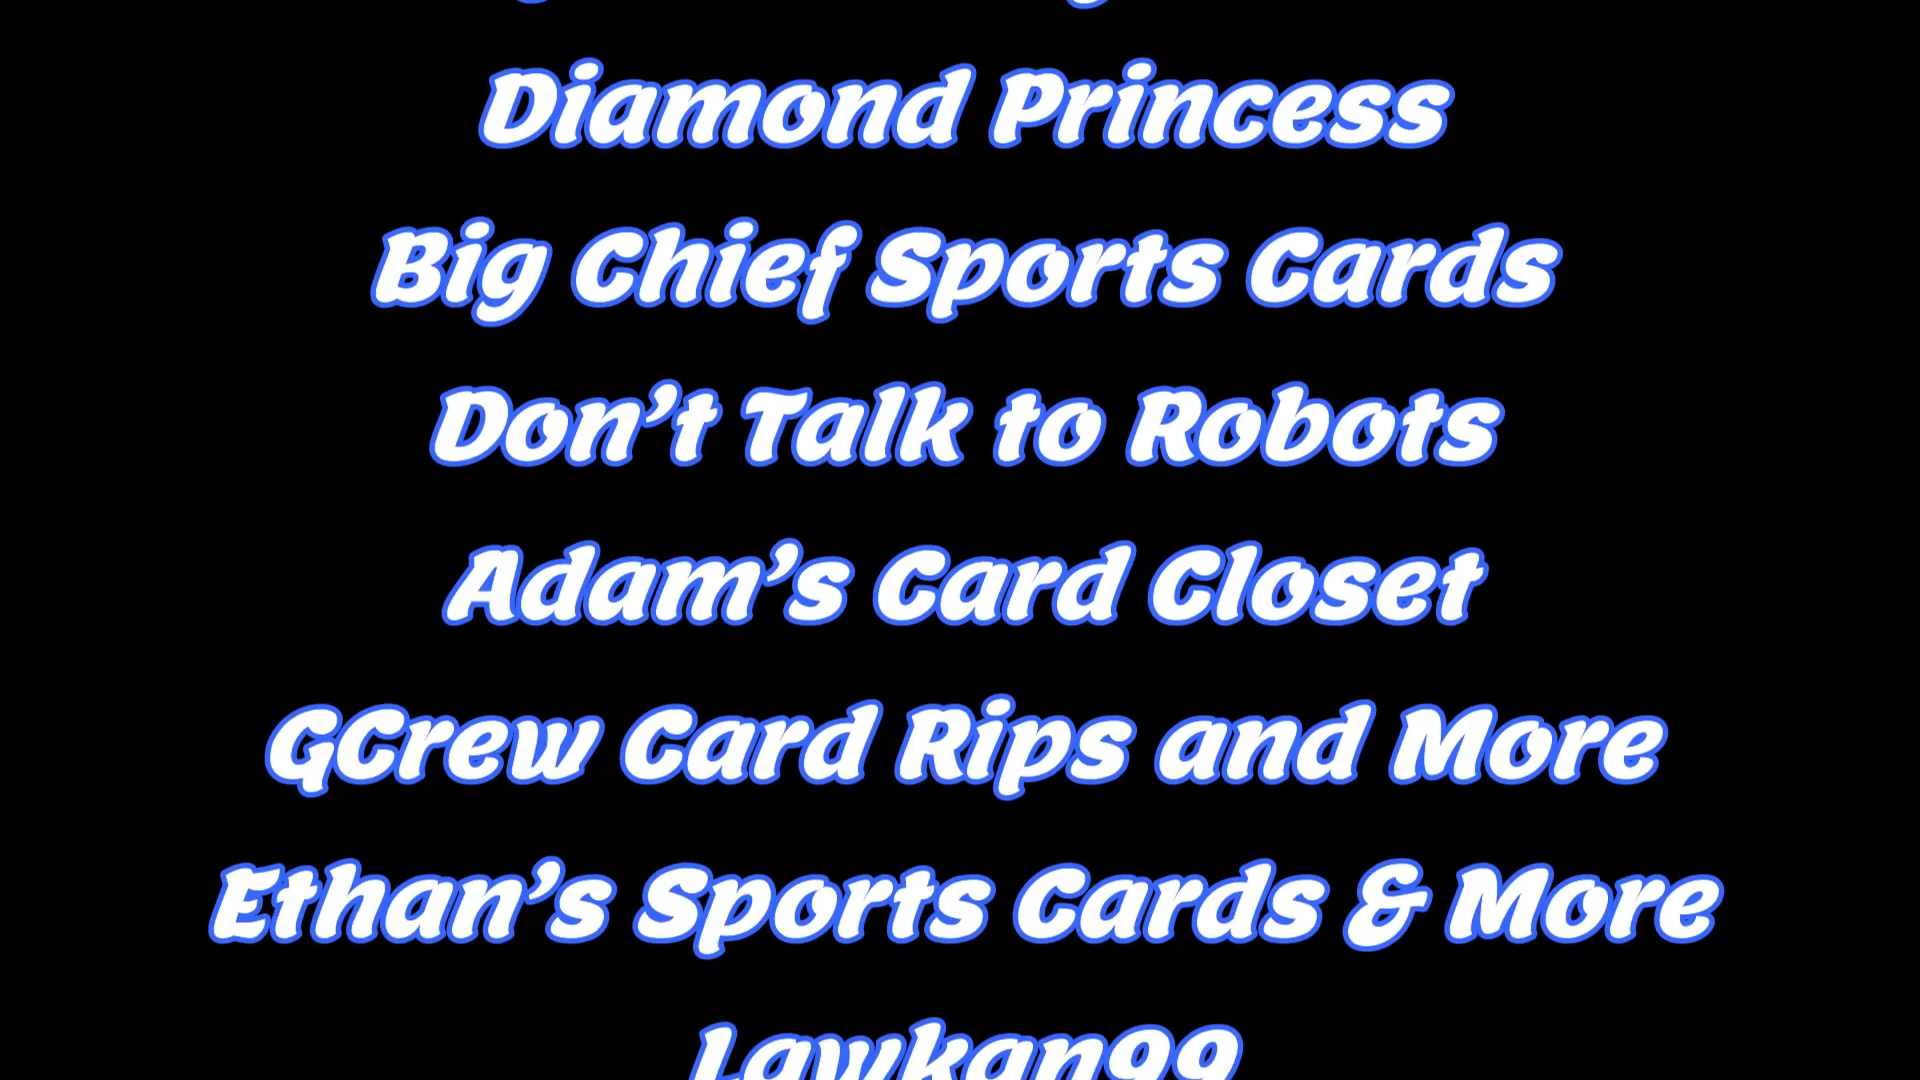 Diamond Princess
Big Chief Sports Cards
Don’t Talk to Robots
Adam’s Card Closet
GCrew Card Rips and More
Ethan’s Sports Cards & More
Lawkan99